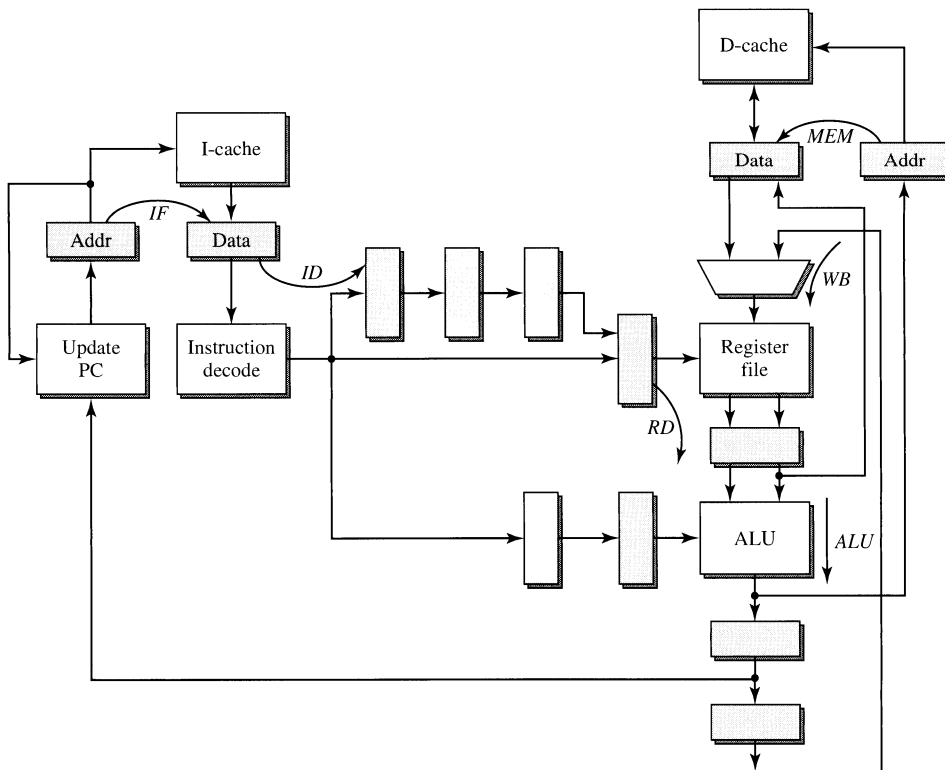 D-cache
I-cache
MEM
Data
Addr
IF
Addr
Data
ID
WB
Update
PC
Instruction
decode
Register
file
RD
ALU
ALU